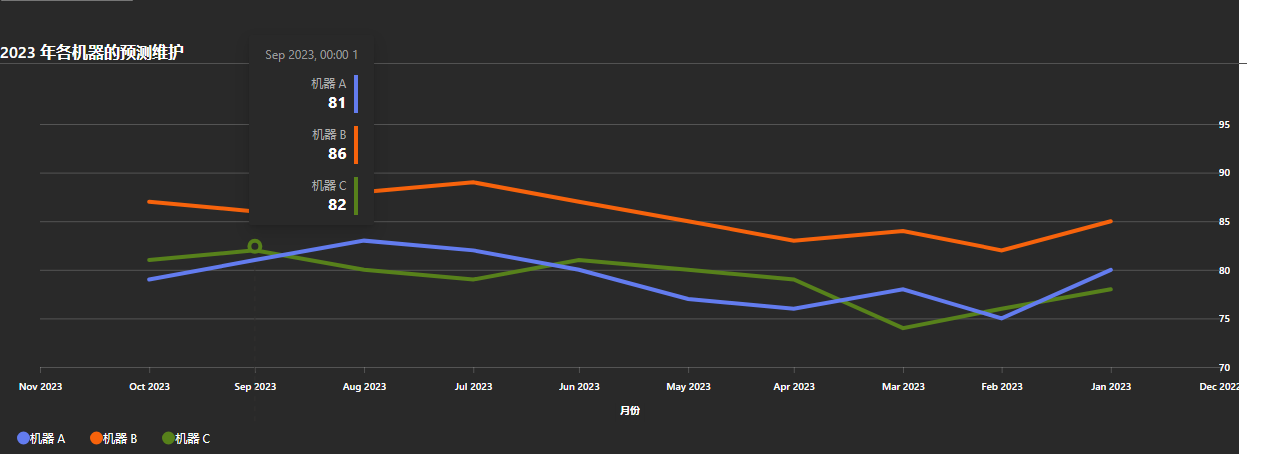 2023 年各机器的预测维护
Sep 2023, 00:00 1
机器 A
81
机器 B
86
机器 C
82
95
90
85
80
75
70
Nov 2023
Oct 2023
Sep 2023
Aug 2023
Jul 2023
Jun 2023
May 2023
Apr 2023
Mar 2023
Feb 2023
Jan 2023
Dec 2022
月份
机器 A
机器 B
机器 C